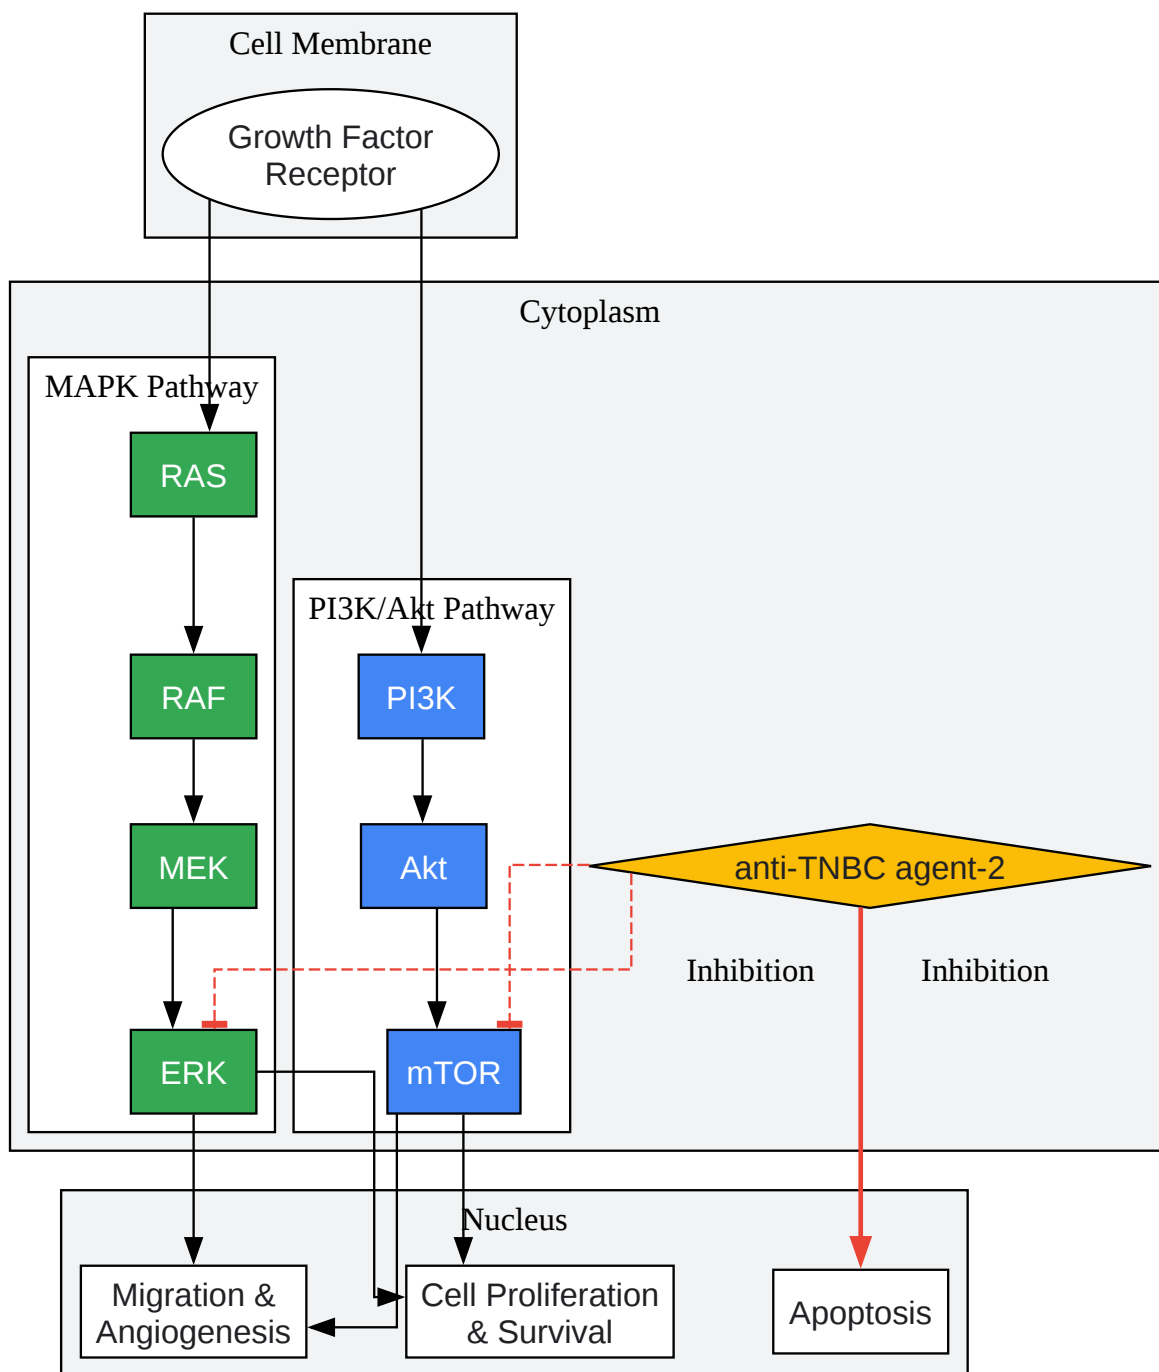 Cell Membrane
Growth Factor
Receptor
Cytoplasm
MAPK Pathway
RAS
PI3K/Akt Pathway
RAF
PI3K
MEK
Akt
anti-TNBC agent-2
Inhibition
Inhibition
ERK
mTOR
Nucleus
Migration &
Angiogenesis
Cell Proliferation
& Survival
Apoptosis